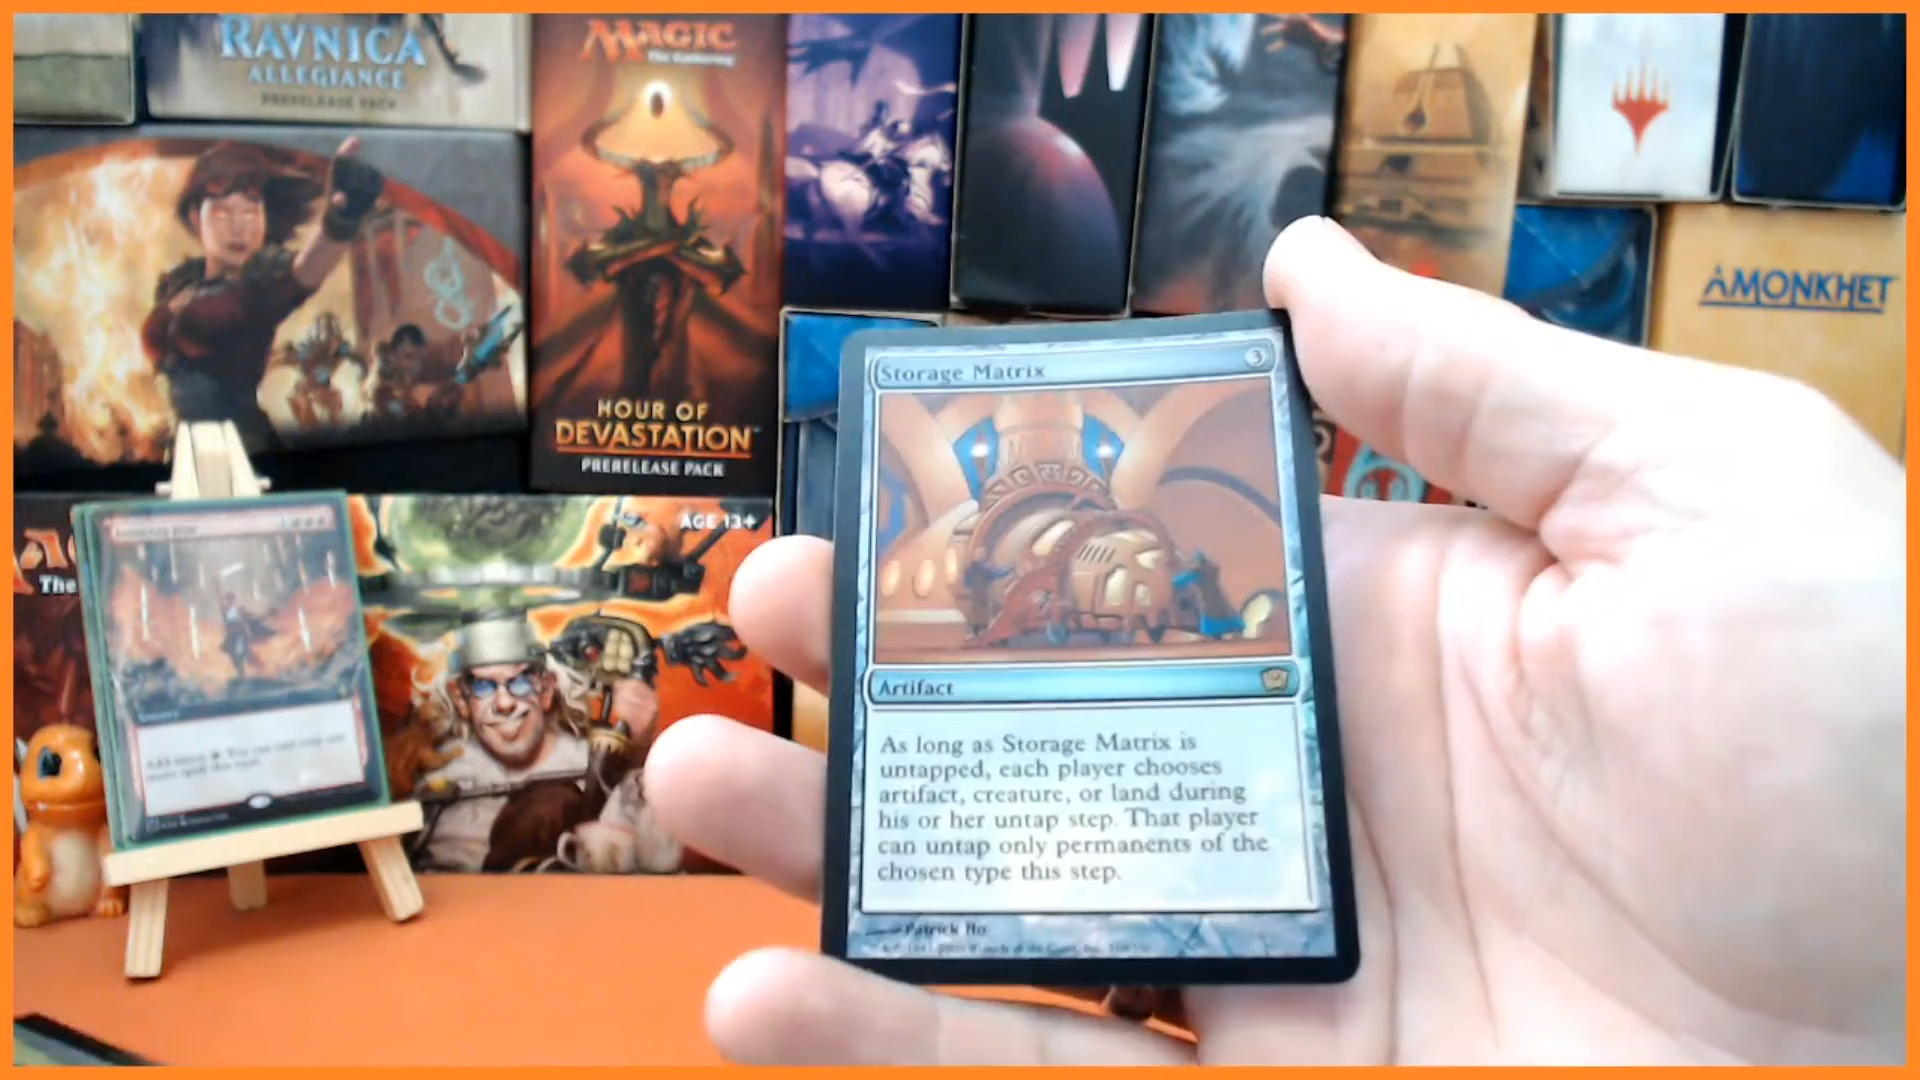 RAVNICA
ALLEGIANCE
PRERELEASE PACK
MAGIC
The Gathering
HOUR OF
DEVASTATION
PRERELEASE PACK
AMONKHET
AGE 13+
The
Storage Matrix
3
Artifact
As long as Storage Matrix is
untapped, each player chooses
artifact, creature, or land during
his or her untap step. That player
can untap only permanents of the
chosen type this step.
Patrick Ho